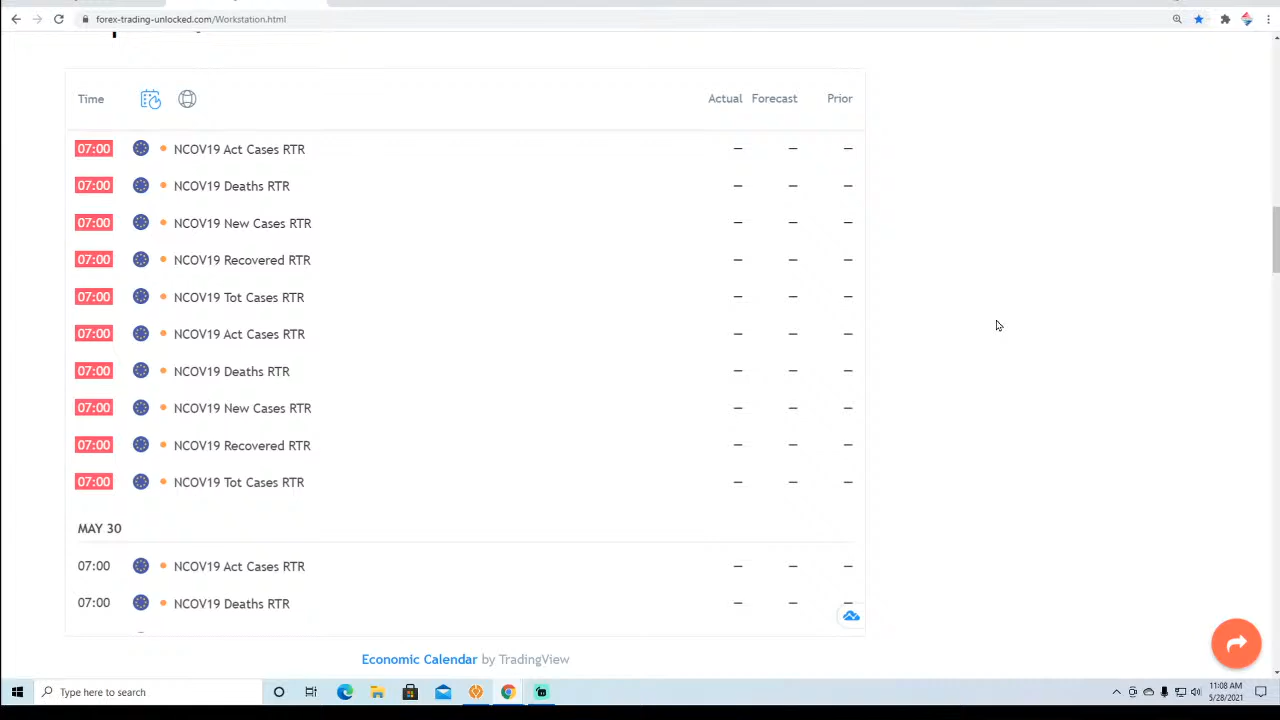 forex-trading-unlocked.com/Workstation.html
Time Actual Forecast Prior
07:00 NCOV19 Act Cases RTR — — —
07:00 NCOV19 Deaths RTR — — —
07:00 NCOV19 New Cases RTR — — —
07:00 NCOV19 Recovered RTR — — —
07:00 NCOV19 Tot Cases RTR — — —
07:00 NCOV19 Act Cases RTR — — —
07:00 NCOV19 Deaths RTR — — —
07:00 NCOV19 New Cases RTR — — —
07:00 NCOV19 Recovered RTR — — —
07:00 NCOV19 Tot Cases RTR — — —
MAY 30
07:00 NCOV19 Act Cases RTR — — —
07:00 NCOV19 Deaths RTR — — —
Economic Calendar by TradingView
Type here to search
11:08 AM
5/28/2021